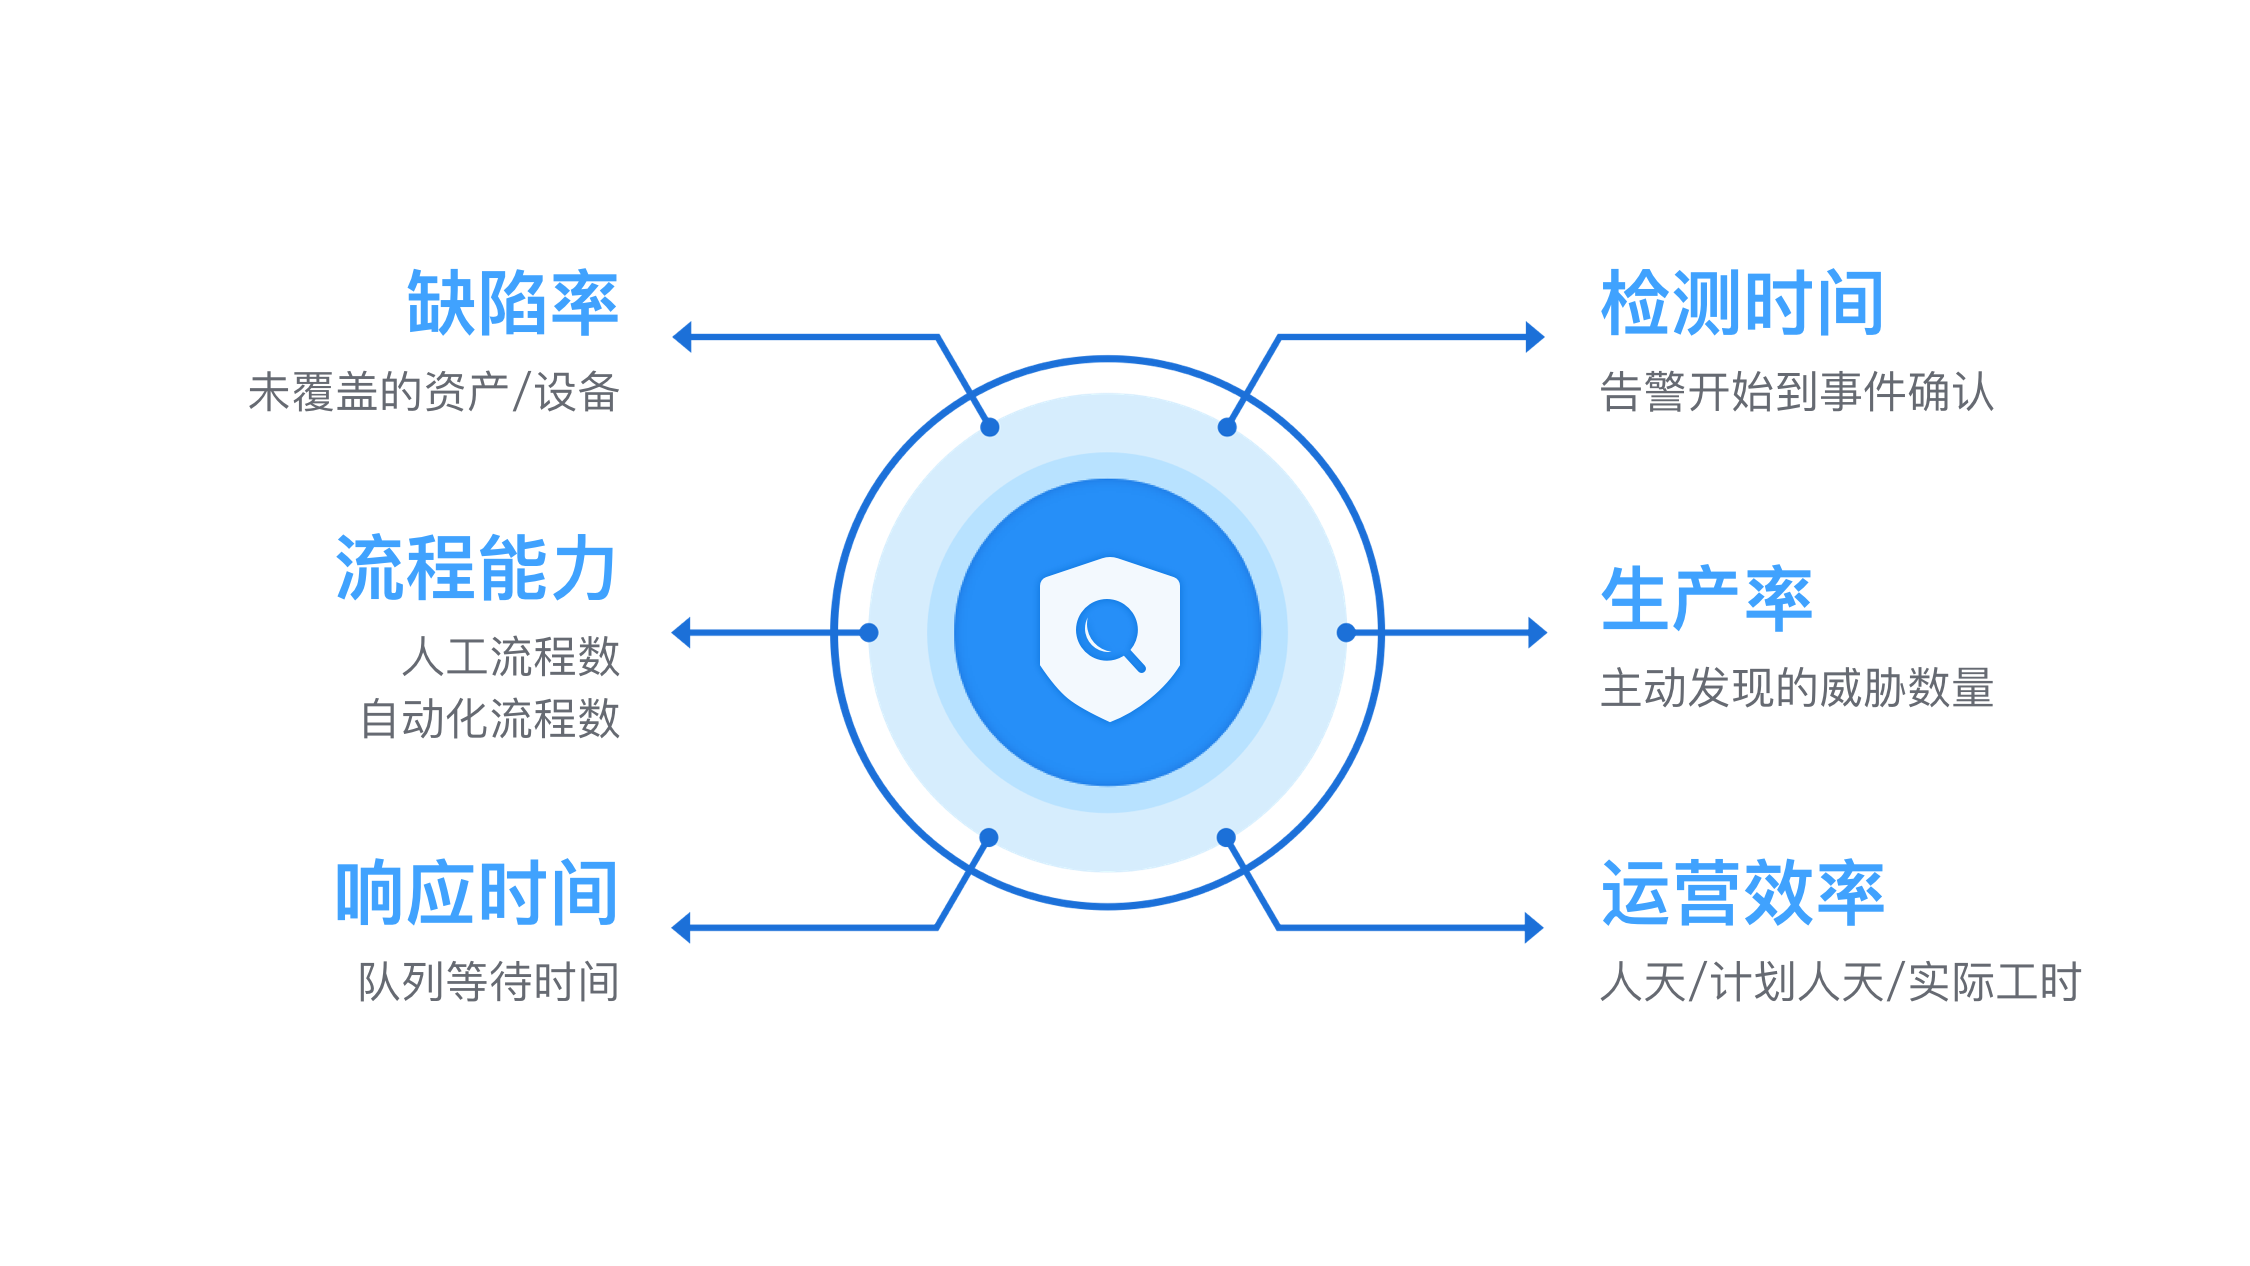 缺陷率
未覆盖的资产/设备
流程能力
人工流程数
自动化流程数
响应时间
队列等待时间
检测时间
告警开始到事件确认
生产率
主动发现的威胁数量
运营效率
人天/计划人天/实际工时